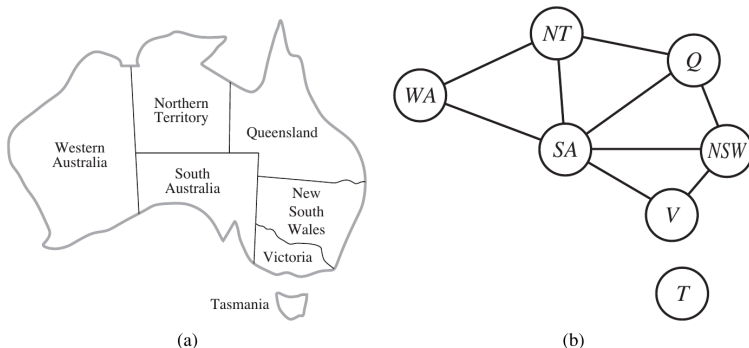 Western
Australia
Northern
Territory
Queensland
South
Australia
New
South
Wales
Victoria
Tasmania
(a)
NT
Q
WA
SA
NSW
V
T
(b)